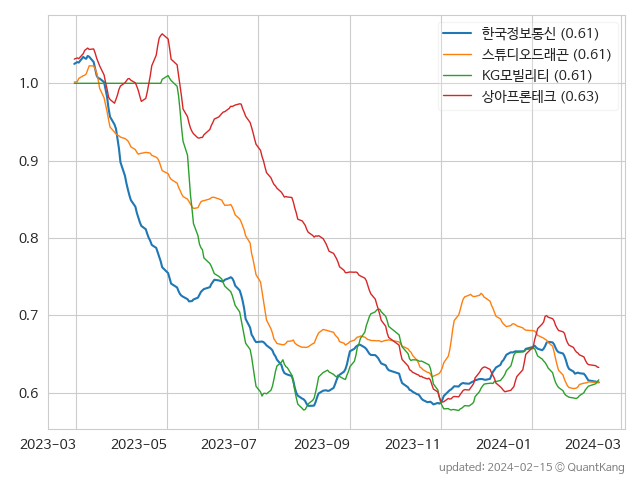 한국정보통신 (0.61)
스튜디오드래곤 (0.61)
KG모빌리티 (0.61)
상아프론테크 (0.63)
1.0
0.9
0.8
0.7
0.6
2023-03 2023-05 2023-07 2023-09 2023-11 2024-01 2024-03
updated: 2024-02-15 © QuantKang